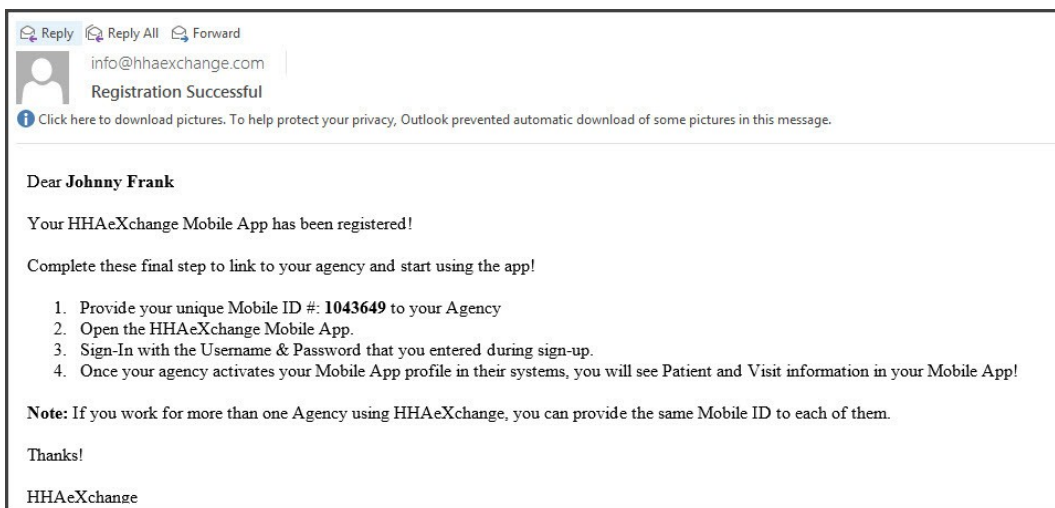 Reply Reply All Forward
info@hhaexchange.com
Registration Successful
Click here to download pictures. To help protect your privacy, Outlook prevented automatic download of some pictures in this message.
Dear Johnny Frank
Your HHAeXchange Mobile App has been registered!
Complete these final step to link to your agency and start using the app!
1. Provide your unique Mobile ID #: 1043649 to your Agency
2. Open the HHAeXchange Mobile App.
3. Sign-In with the Username & Password that you entered during sign-up.
4. Once your agency activates your Mobile App profile in their systems, you will see Patient and Visit information in your Mobile App!
Note: If you work for more than one Agency using HHAeXchange, you can provide the same Mobile ID to each of them.
Thanks!
HHAeXchange